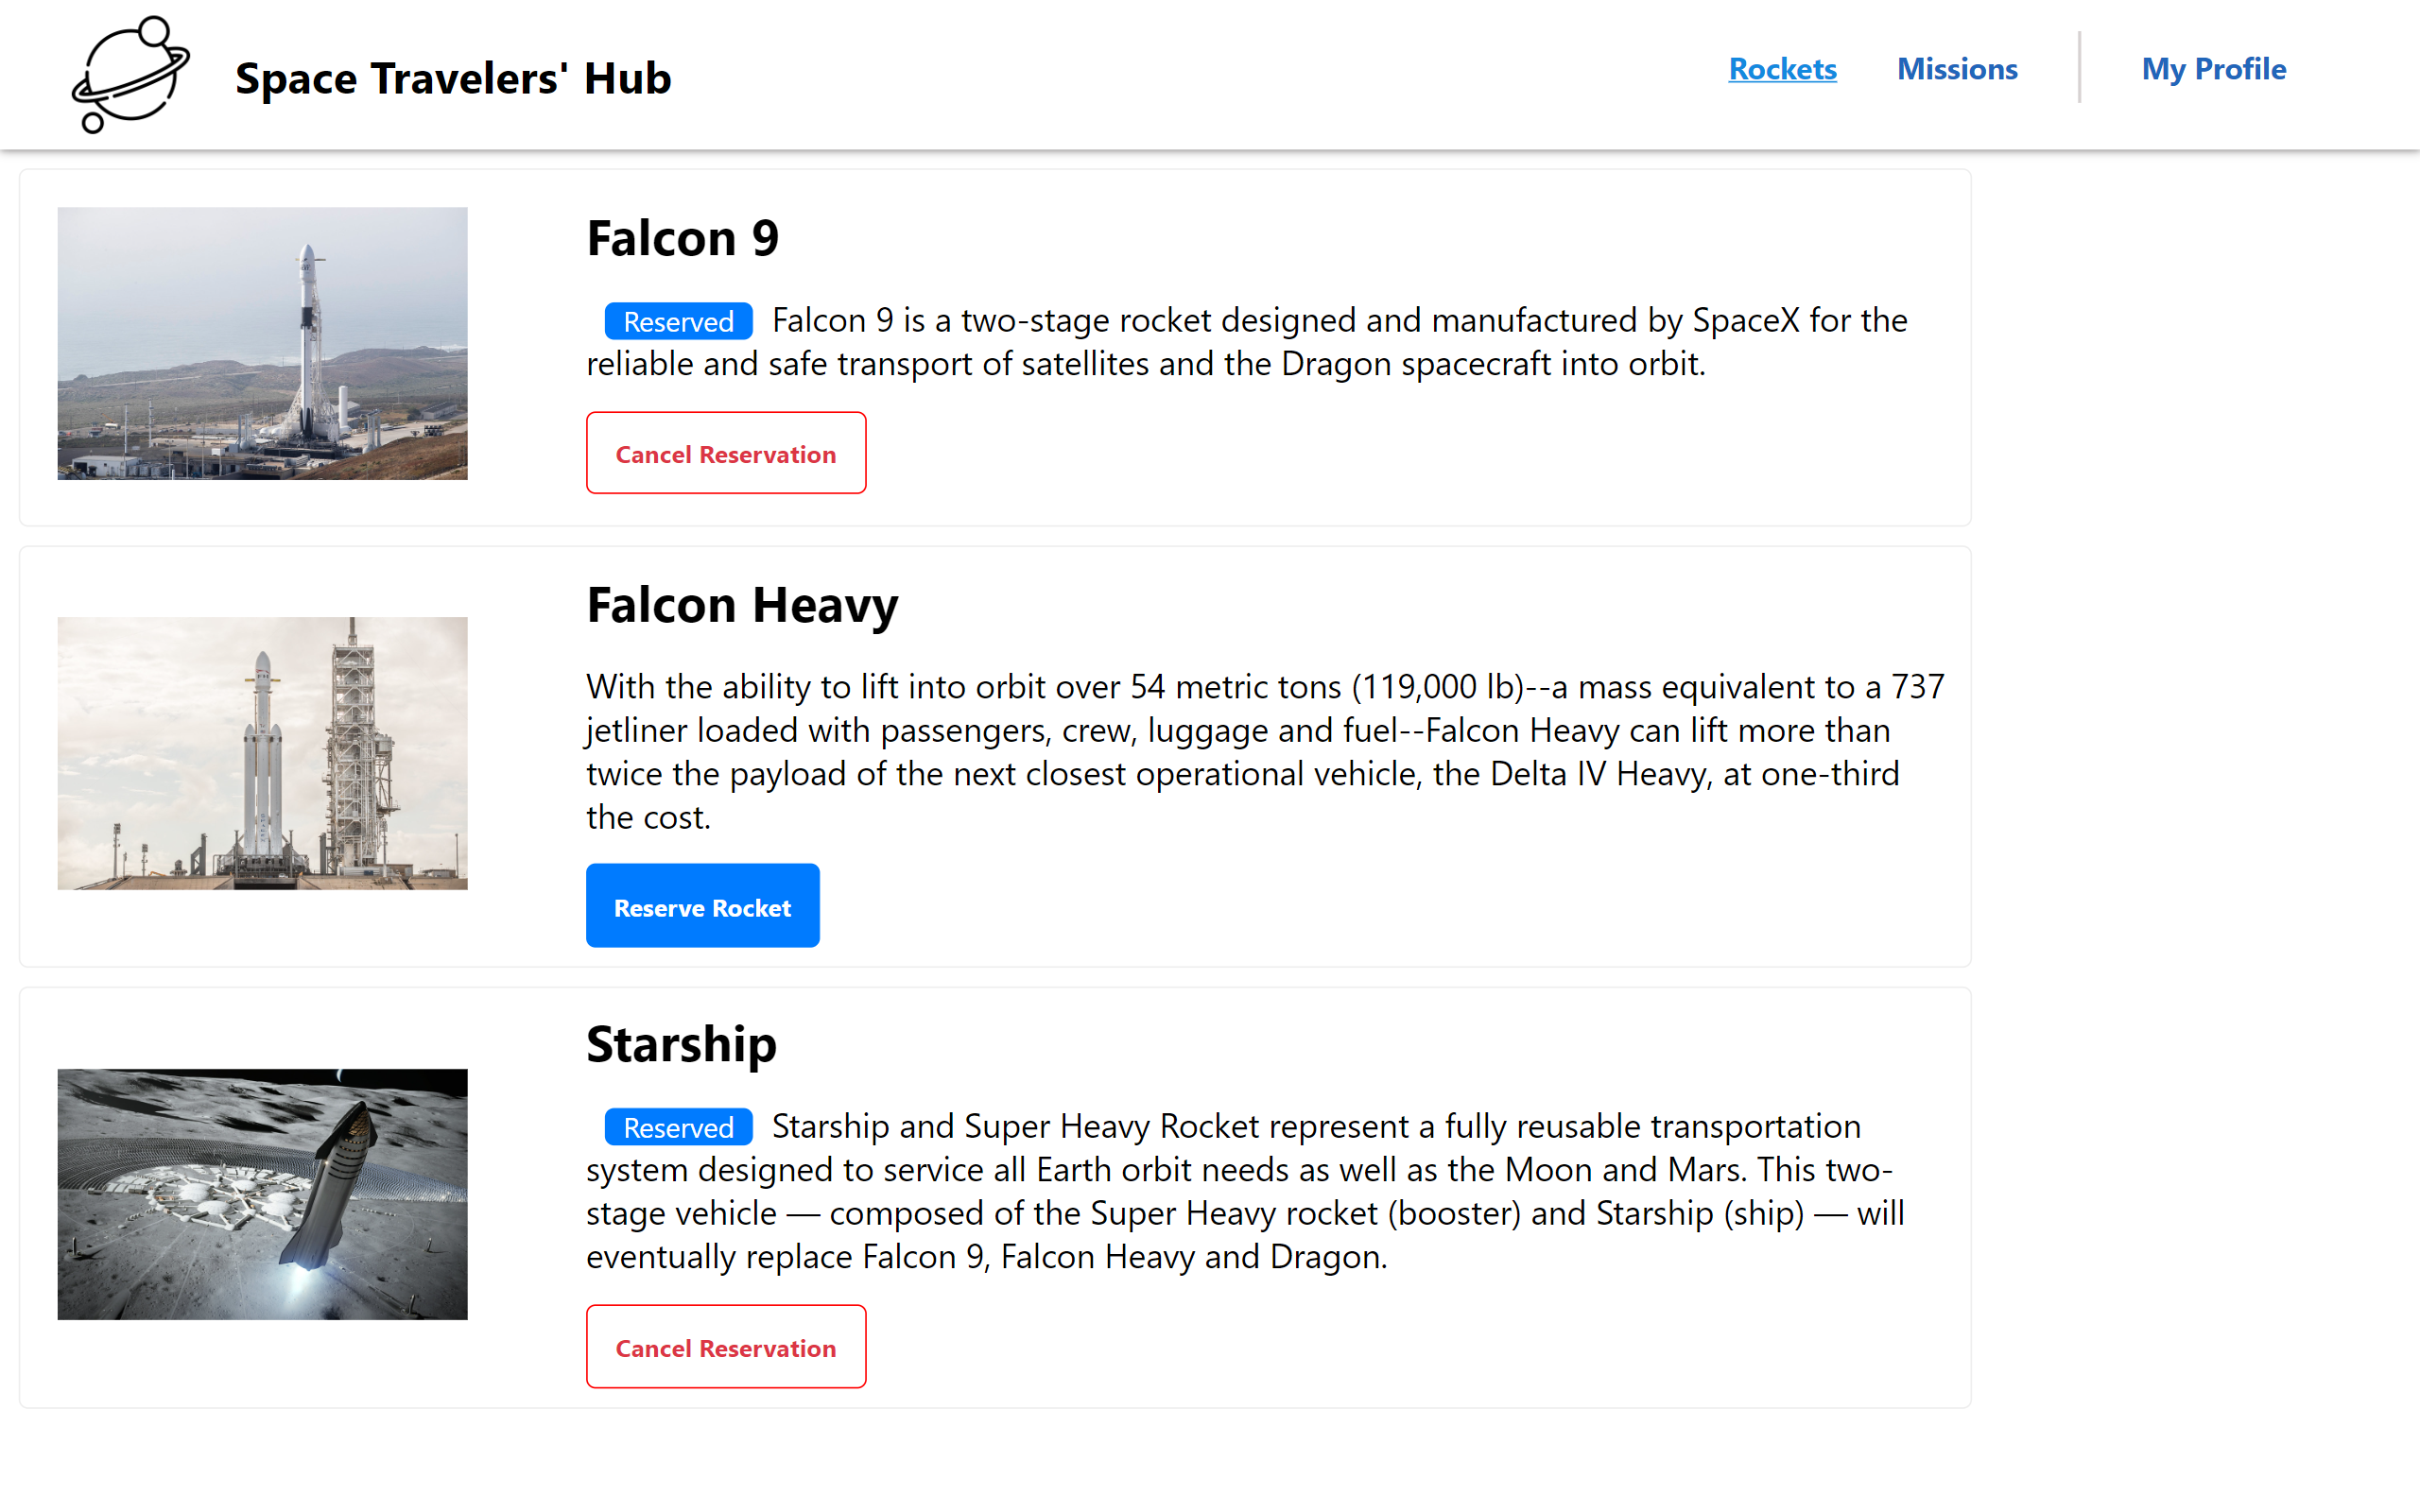 Space Travelers' Hub
Rockets
Missions
My Profile
Falcon 9
Reserved Falcon 9 is a two-stage rocket designed and manufactured by SpaceX for the
reliable and safe transport of satellites and the Dragon spacecraft into orbit.
Cancel Reservation
Falcon Heavy
With the ability to lift into orbit over 54 metric tons (119,000 lb)--a mass equivalent to a 737
jetliner loaded with passengers, crew, luggage and fuel--Falcon Heavy can lift more than
twice the payload of the next closest operational vehicle, the Delta IV Heavy, at one-third
the cost.
Reserve Rocket
Starship
Reserved Starship and Super Heavy Rocket represent a fully reusable transportation
system designed to service all Earth orbit needs as well as the Moon and Mars. This two-
stage vehicle — composed of the Super Heavy rocket (booster) and Starship (ship) — will
eventually replace Falcon 9, Falcon Heavy and Dragon.
Cancel Reservation